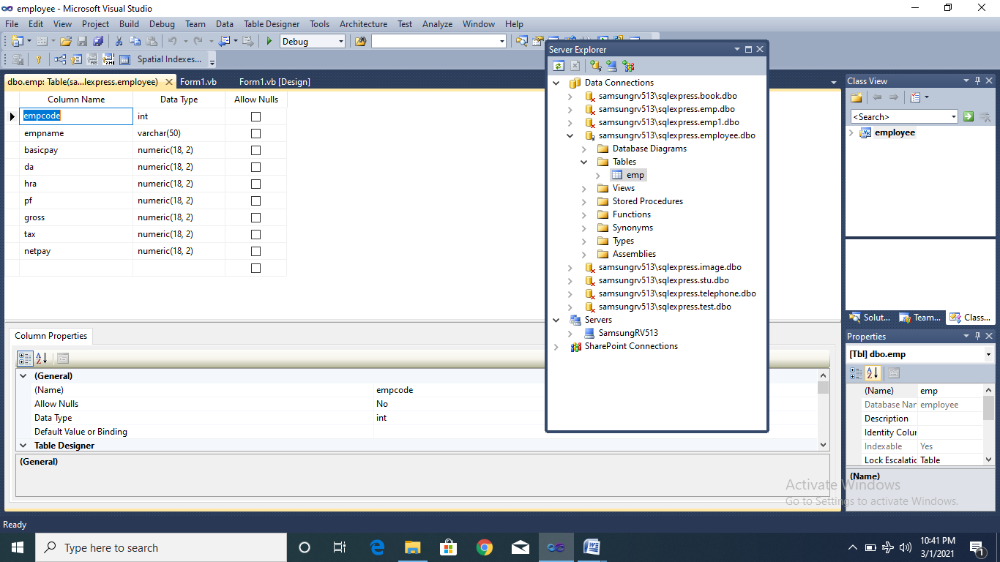 employee - Microsoft Visual Studio
File Edit View Project Build Debug Team Data Table Designer Tools Architecture Test Analyze Window Help
Debug
Spatial Indexes...
dbo.emp: Table(sa...lexpress.employee) Form1.vb Form1.vb [Design]
Column Name Data Type Allow Nulls
empcode int
empname varchar(50)
basicpay numeric(18, 2)
da numeric(18, 2)
hra numeric(18, 2)
pf numeric(18, 2)
gross numeric(18, 2)
tax numeric(18, 2)
netpay numeric(18, 2)
Column Properties
(General)
(Name) empcode
Allow Nulls No
Data Type int
Default Value or Binding
Table Designer
(General)
Server Explorer
Data Connections
samsungrv513\sqlexpress.book.dbo
samsungrv513\sqlexpress.emp.dbo
samsungrv513\sqlexpress.emp1.dbo
samsungrv513\sqlexpress.employee.dbo
Database Diagrams
Tables
emp
Views
Stored Procedures
Functions
Synonyms
Types
Assemblies
samsungrv513\sqlexpress.image.dbo
samsungrv513\sqlexpress.stu.dbo
samsungrv513\sqlexpress.telephone.dbo
samsungrv513\sqlexpress.test.dbo
Servers
SamsungRV513
SharePoint Connections
Class View
<Search>
employee
Solut... Team... Class...
Properties
[Tbl] dbo.emp
(Name) emp
Database Nar employee
Description
Identity Colur
Indexable Yes
Lock Escalatic Table
(Name)
Activate Windows
Go to Settings to activate Windows.
Ready
Type here to search
10:41 PM
3/1/2021
1